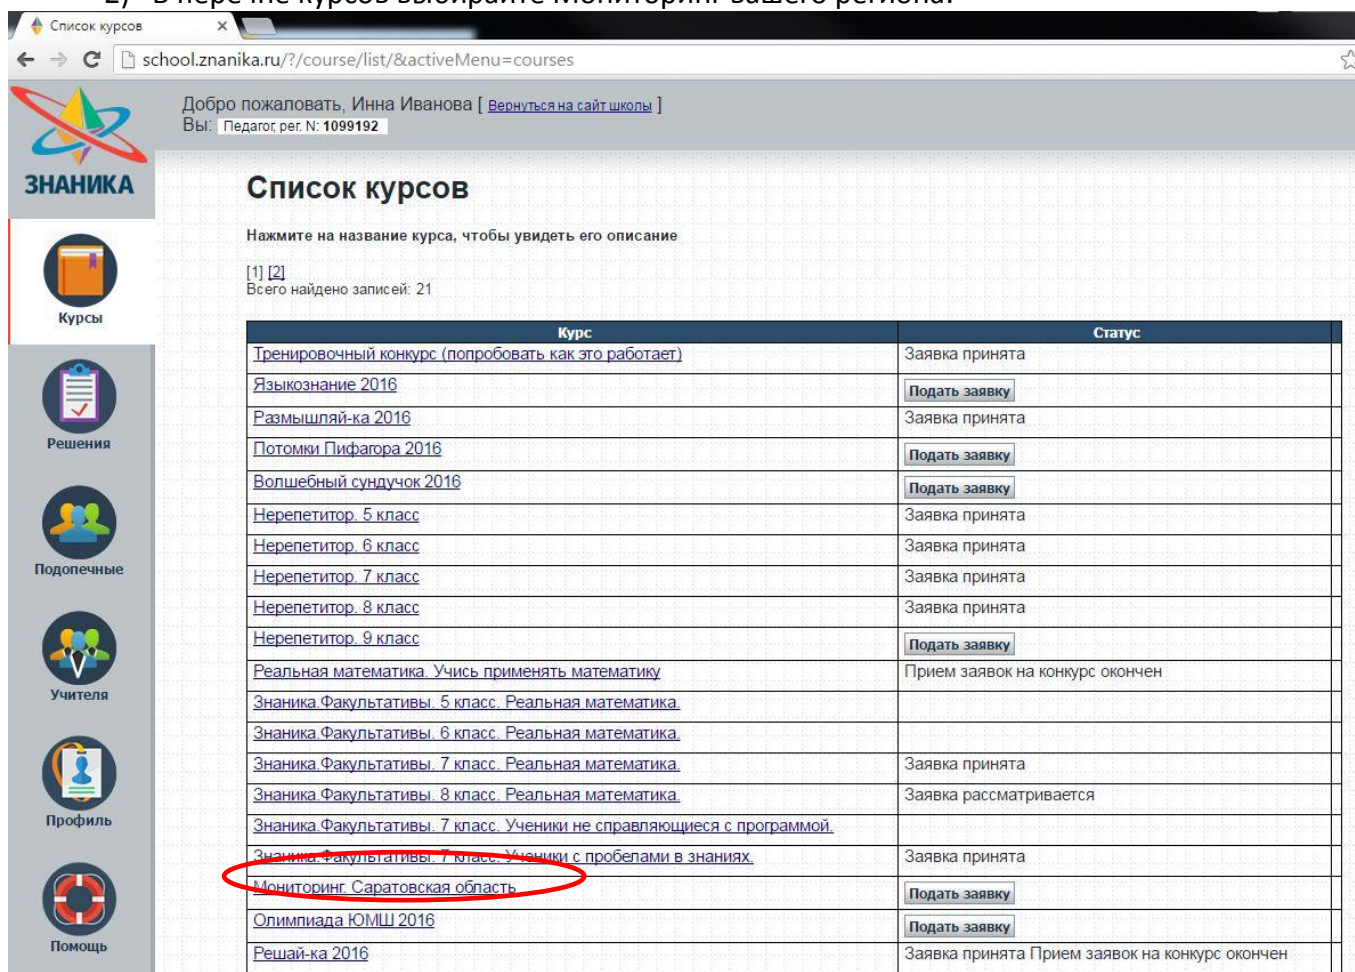 2) В перечне курсов выбирайте Мониторинг вашего региона.
Список курсов
school.znanika.ru/?/course/list/&activeMenu=courses
Добро пожаловать, Инна Иванова [ Вернуться на сайт школы ]
Вы: Педагог, рег. N: 1099192
ЗНАНИКА
Курсы
Решения
Подопечные
Учителя
Профиль
Помощь
Список курсов
Нажмите на название курса, чтобы увидеть его описание
[1] [2]
Всего найдено записей: 21
Курс Статус
Тренировочный конкурс (попробовать как это работает) Заявка принята
Языкознание 2016 Подать заявку
Размышляй-ка 2016 Заявка принята
Потомки Пифагора 2016 Подать заявку
Волшебный сундучок 2016 Подать заявку
Нерепетитор. 5 класс Заявка принята
Нерепетитор. 6 класс Заявка принята
Нерепетитор. 7 класс Заявка принята
Нерепетитор. 8 класс Заявка принята
Нерепетитор. 9 класс Подать заявку
Реальная математика. Учись применять математику Прием заявок на конкурс окончен
Знаника.Факультативы. 5 класс. Реальная математика.
Знаника.Факультативы. 6 класс. Реальная математика.
Знаника.Факультативы. 7 класс. Реальная математика. Заявка принята
Знаника.Факультативы. 8 класс. Реальная математика. Заявка рассматривается
Знаника.Факультативы. 7 класс. Ученики не справляющиеся с программой.
Знаника.Факультативы. 7 класс. Ученики с пробелами в знаниях. Заявка принята
Мониторинг. Саратовская область Подать заявку
Олимпиада ЮМШ 2016 Подать заявку
Решай-ка 2016 Заявка принята Прием заявок на конкурс окончен